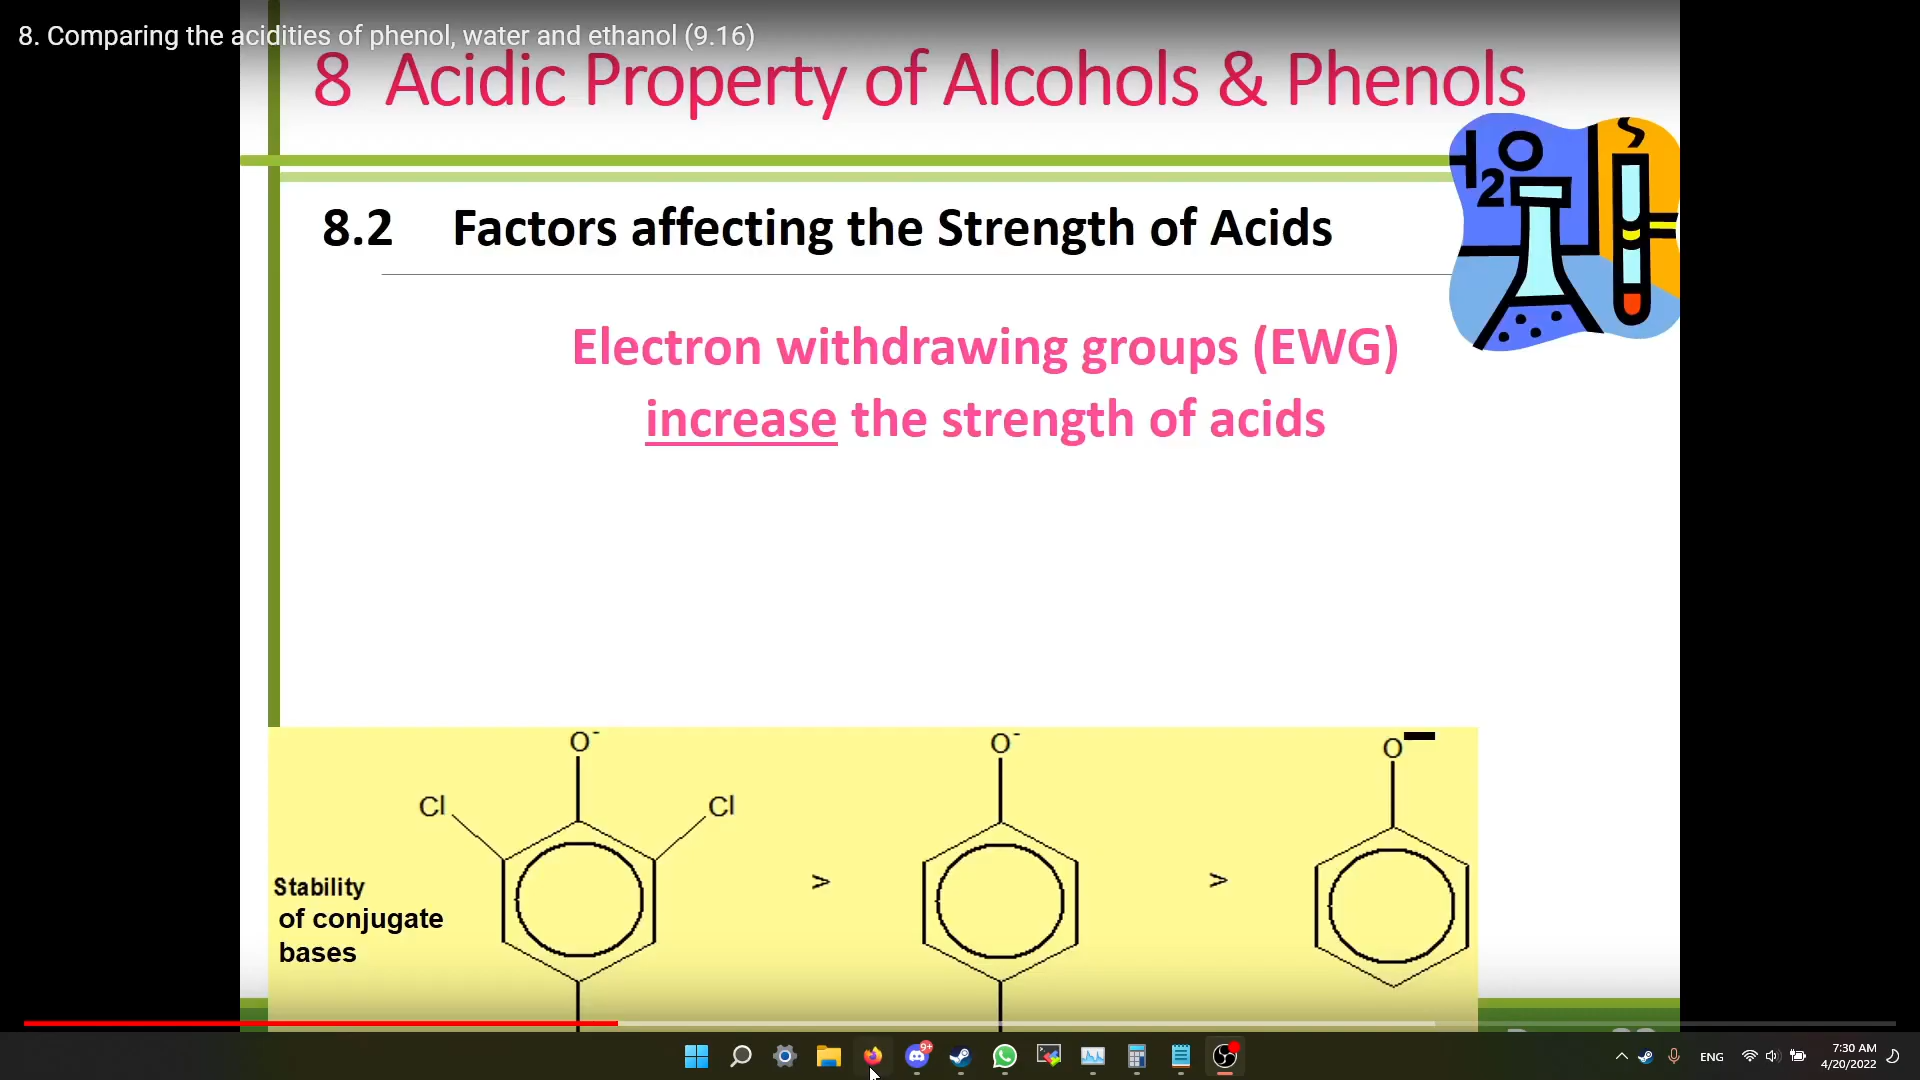 8. Comparing the acidities of phenol, water and ethanol (9.16)
8 Acidic Property of Alcohols & Phenols
H2O
8.2 Factors affecting the Strength of Acids
Electron withdrawing groups (EWG)
increase the strength of acids
O- O- O
Cl Cl
> >
Stability
of conjugate
bases
9+
ENG
7:30 AM
4/20/2022